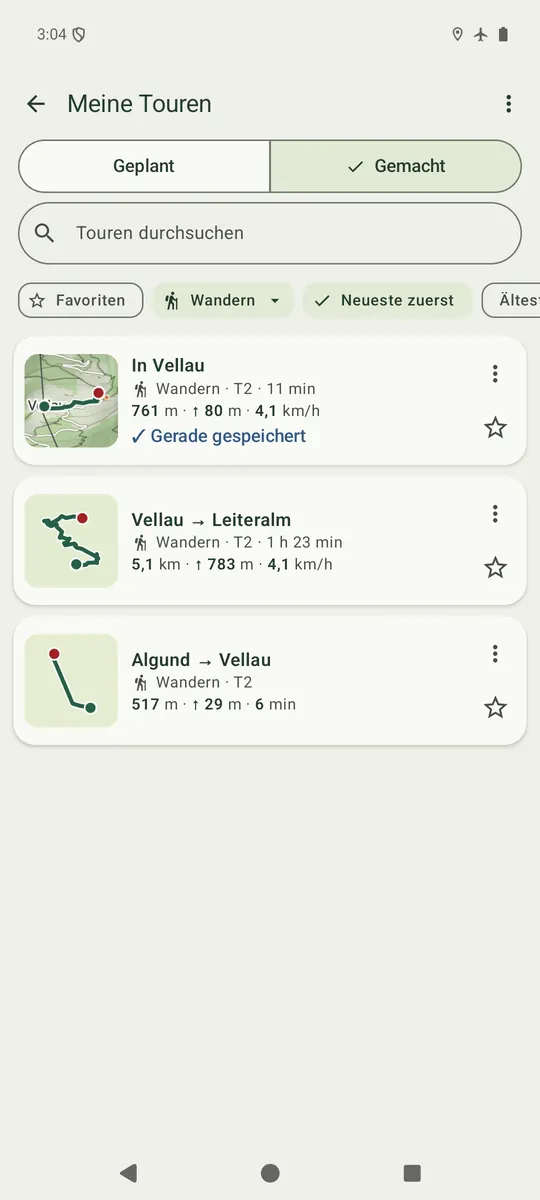 3:04
Meine Touren
Geplant
Gemacht
Touren durchsuchen
Favoriten
Wandern
Neueste zuerst
In Vellau
Wandern · T2 · 11 min
761 m · ↑ 80 m · 4,1 km/h
✓ Gerade gespeichert
Vellau → Leiteralm
Wandern · T2 · 1 h 23 min
5,1 km · ↑ 783 m · 4,1 km/h
Algund → Vellau
Wandern · T2
517 m · ↑ 29 m · 6 min